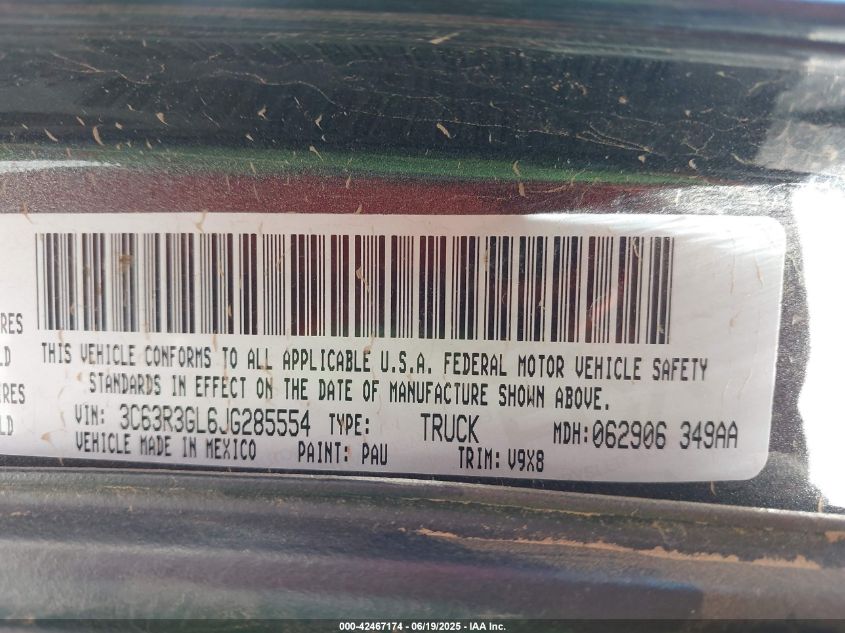 RES
LD
IRES
LD
THIS VEHICLE CONFORMS TO ALL APPLICABLE U.S.A. FEDERAL MOTOR VEHICLE SAFETY
STANDARDS IN EFFECT ON THE DATE OF MANUFACTURE SHOWN ABOVE.
VIN: 3C63R3GL6JG285554 TYPE: TRUCK MDH:062906 349AA
VEHICLE MADE IN MEXICO PAINT: PAU TRIM: V9X8
000-42467174 - 06/19/2025 - IAA Inc.